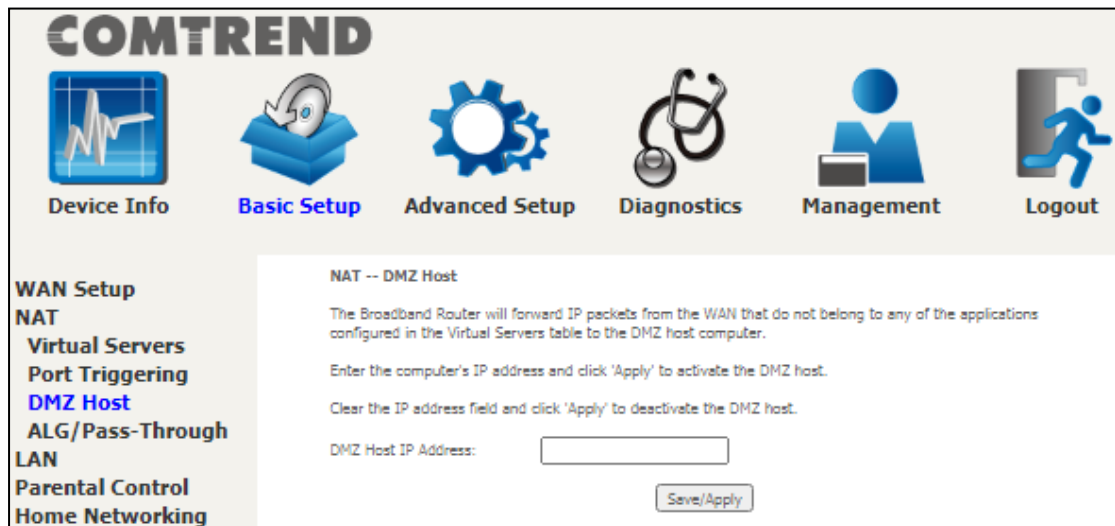 COMTREND
Device Info
Basic Setup
Advanced Setup
Diagnostics
Management
Logout
WAN Setup
NAT
Virtual Servers
Port Triggering
DMZ Host
ALG/Pass-Through
LAN
Parental Control
Home Networking
NAT -- DMZ Host
The Broadband Router will forward IP packets from the WAN that do not belong to any of the applications
configured in the Virtual Servers table to the DMZ host computer.
Enter the computer's IP address and click 'Apply' to activate the DMZ host.
Clear the IP address field and click 'Apply' to deactivate the DMZ host.
DMZ Host IP Address:
Save/Apply